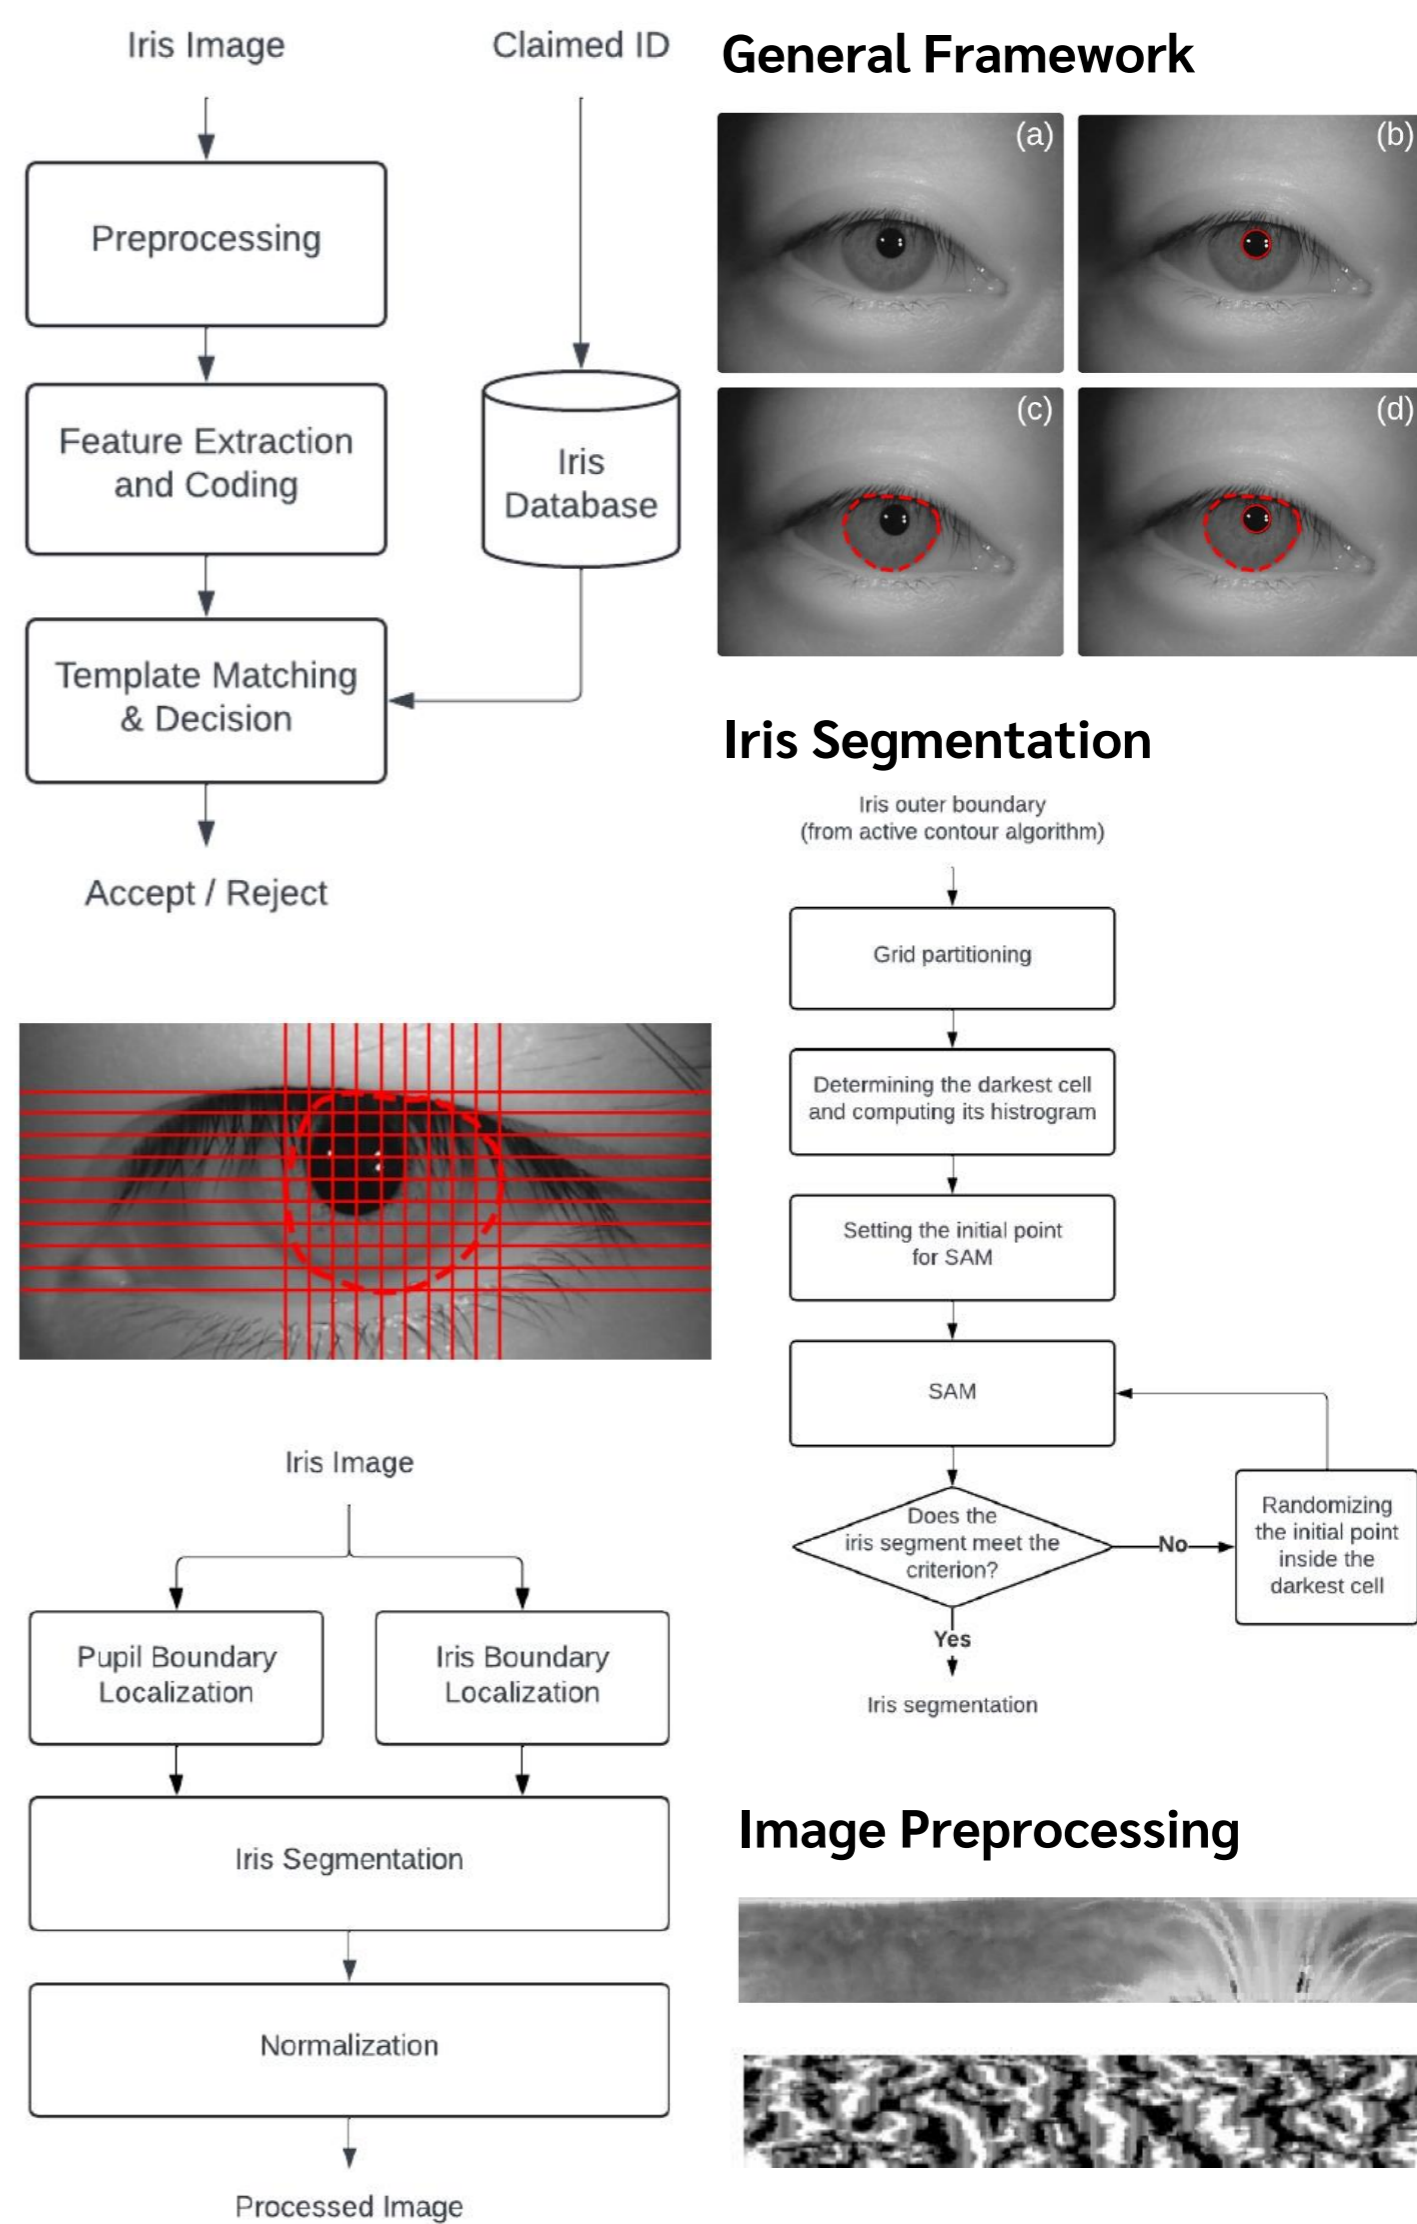 Iris Image
Claimed ID
Preprocessing
Feature Extraction
and Coding
Iris
Database
Template Matching
& Decision
Accept / Reject
General Framework
(a)
(b)
(c)
(d)
Iris Segmentation
Iris outer boundary
(from active contour algorithm)
Grid partitioning
Determining the darkest cell
and computing its histrogram
Setting the initial point
for SAM
SAM
Does the
iris segment meet the
criterion?
No
Randomizing
the initial point
inside the
darkest cell
Yes
Iris segmentation
Iris Image
Pupil Boundary
Localization
Iris Boundary
Localization
Iris Segmentation
Normalization
Processed Image
Image Preprocessing